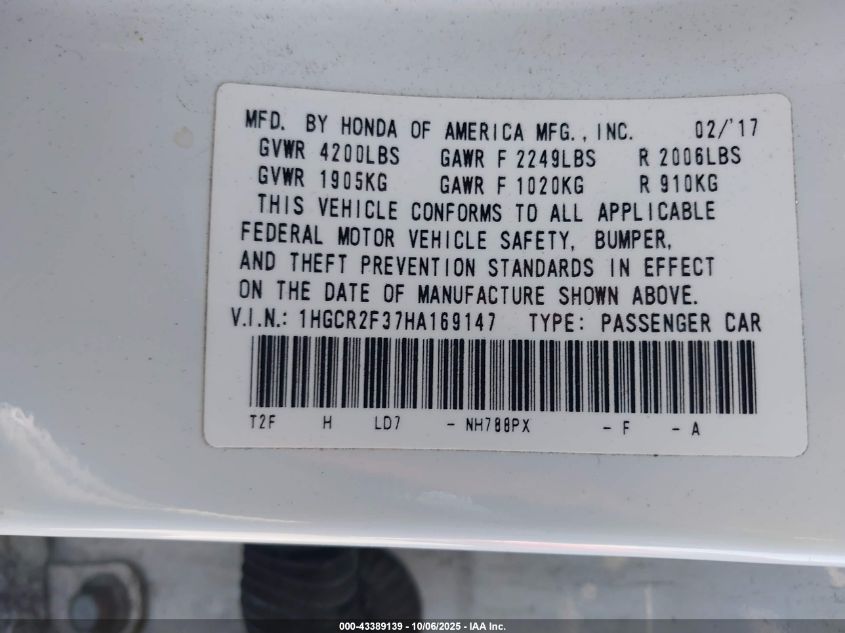 MFD. BY HONDA OF AMERICA MFG., INC. 02/'17
GVWR 4200LBS GAWR F 2249LBS R 2006LBS
GVWR 1905KG GAWR F 1020KG R 910KG
THIS VEHICLE CONFORMS TO ALL APPLICABLE
FEDERAL MOTOR VEHICLE SAFETY, BUMPER,
AND THEFT PREVENTION STANDARDS IN EFFECT
ON THE DATE OF MANUFACTURE SHOWN ABOVE.
V.I.N.: 1HGCR2F37HA169147 TYPE: PASSENGER CAR
T2F H LD7 - NH788PX - F - A
000-43389139 - 10/06/2025 - IAA Inc.